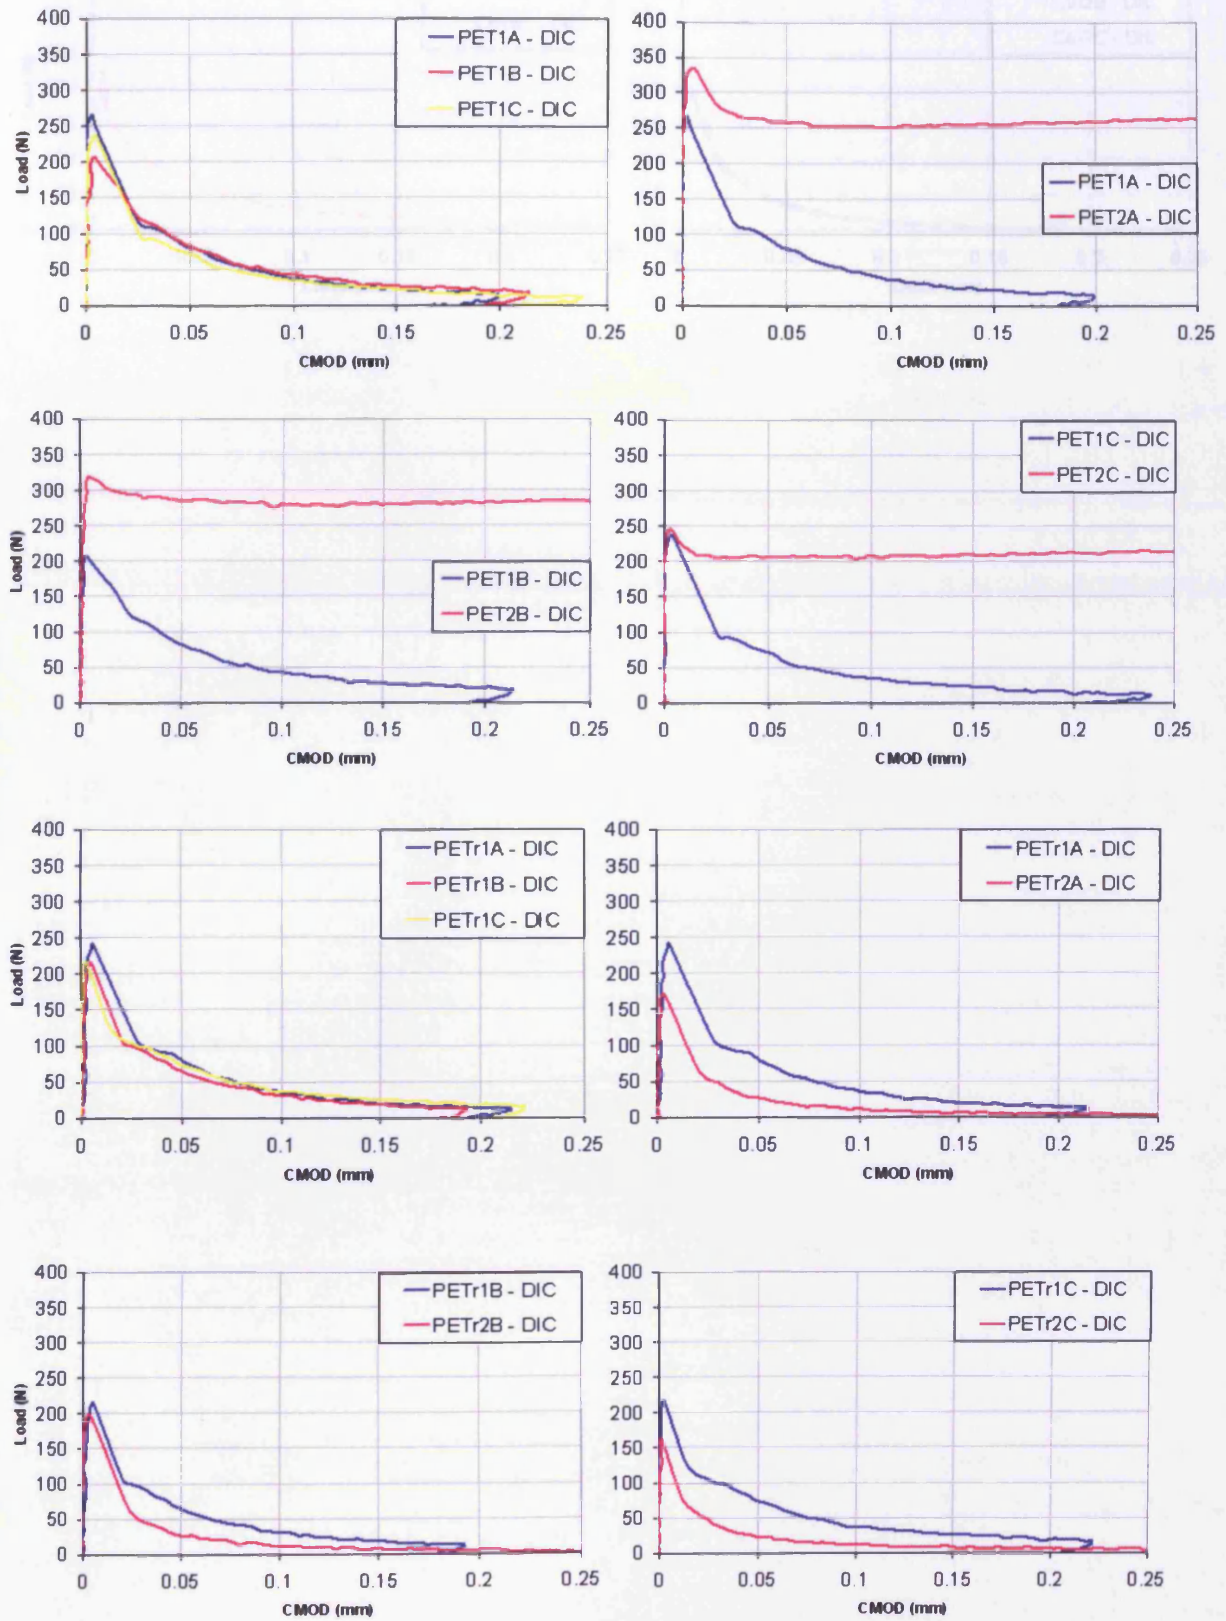 400
350
300
250
200
150
100
50
0
Load (N)
PET1A - DIC
PET1B - DIC
PET1C - DIC
0 0.05 0.1 0.15 0.2 0.25
CMOD (mm)
400
350
300
250
200
150
100
50
0
PET1A - DIC
PET2A - DIC
0 0.05 0.1 0.15 0.2 0.25
CMOD (mm)
400
350
300
250
200
150
100
50
0
Load (N)
PET1B - DIC
PET2B - DIC
0 0.05 0.1 0.15 0.2 0.25
CMOD (mm)
400
350
300
250
200
150
100
50
0
PET1C - DIC
PET2C - DIC
0 0.05 0.1 0.15 0.2 0.25
CMOD (mm)
400
350
300
250
200
150
100
50
0
Load (N)
PETr1A - DIC
PETr1B - DIC
PETr1C - DIC
0 0.05 0.1 0.15 0.2 0.25
CMOD (mm)
400
350
300
250
200
150
100
50
0
PETr1A - DIC
PETr2A - DIC
0 0.05 0.1 0.15 0.2 0.25
CMOD (mm)
400
350
300
250
200
150
100
50
0
Load (N)
PETr1B - DIC
PETr2B - DIC
0 0.05 0.1 0.15 0.2 0.25
CMOD (mm)
400
350
300
250
200
150
100
50
0
PETr1C - DIC
PETr2C - DIC
0 0.05 0.1 0.15 0.2 0.25
CMOD (mm)